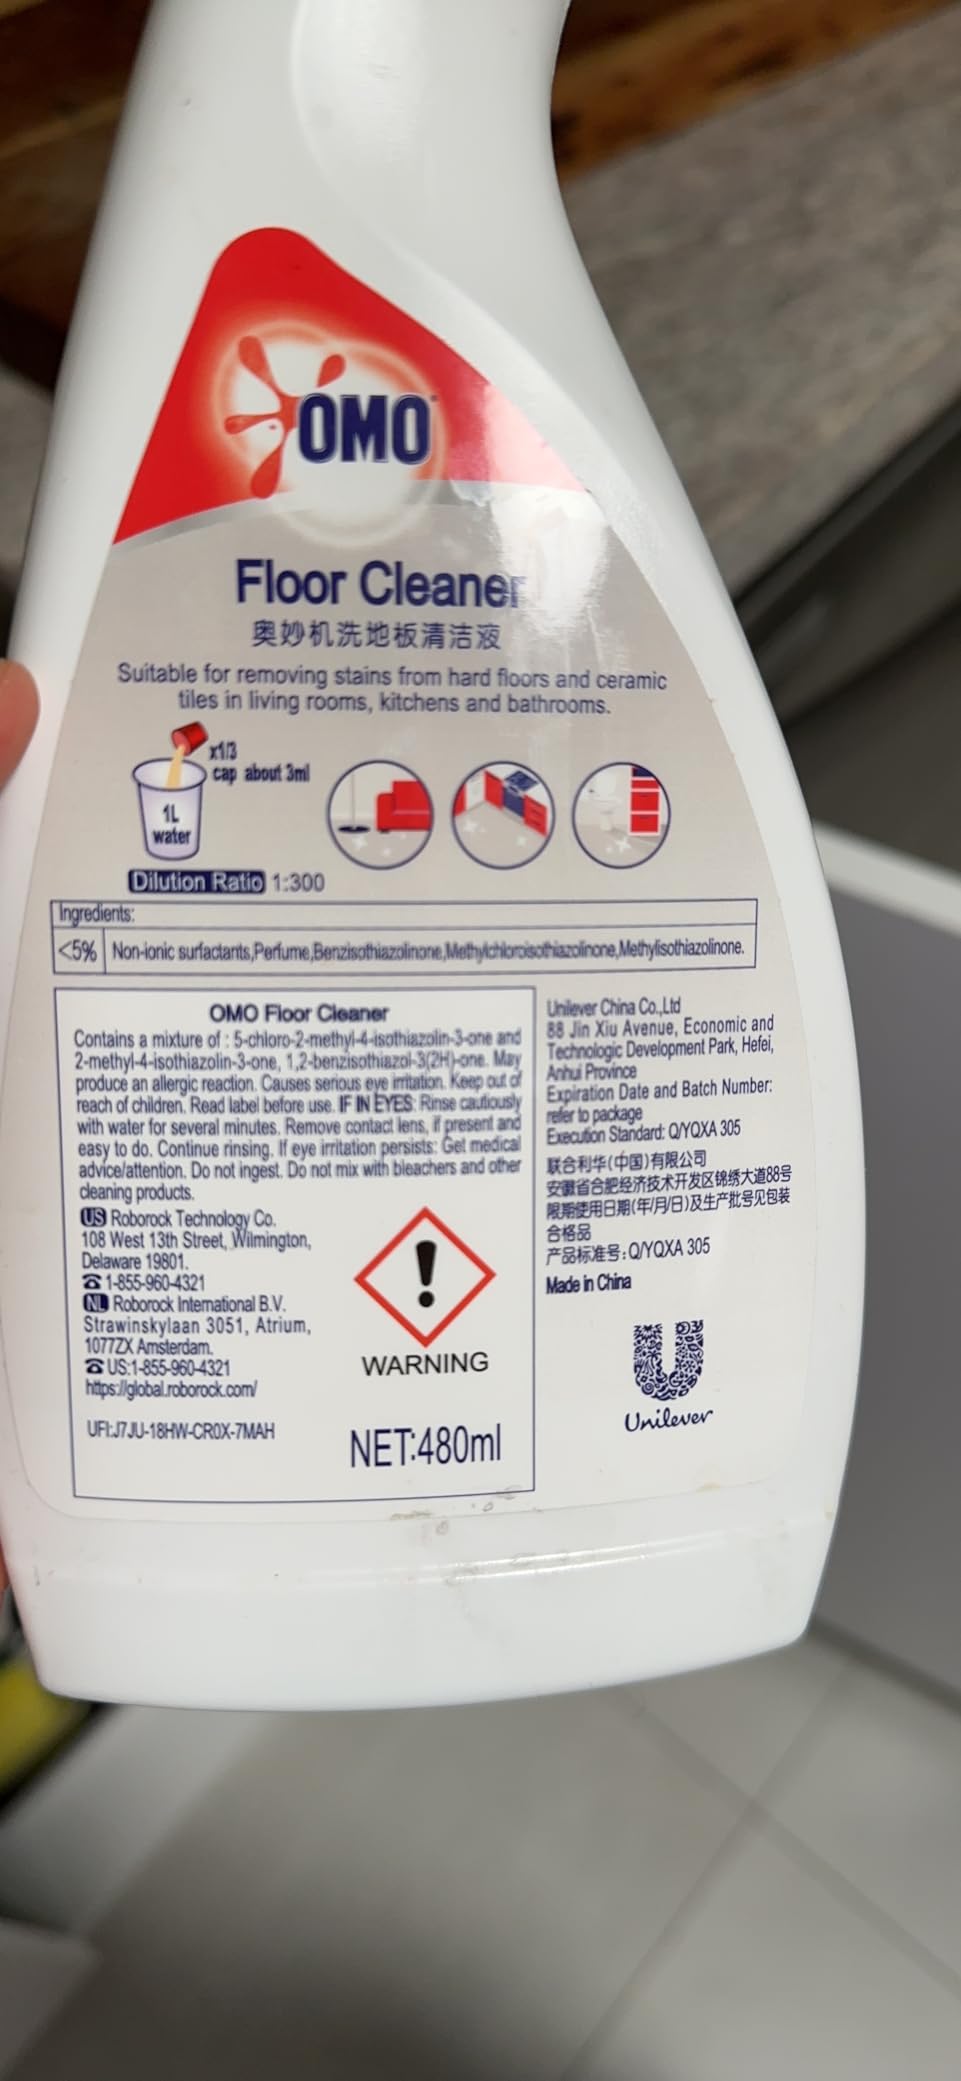 OMO
Floor Cleaner
奥妙机洗地板清洁液
Suitable for removing stains from hard floors and ceramic
tiles in living rooms, kitchens and bathrooms.
x1/3
cap about 3ml
1L
water
Dilution Ratio 1:300
Ingredients:
<5% Non-ionic surfactants,Perfume,Benzisothiazolinone,Methylchloroisothiazolinone,Methylisothiazolinone.
OMO Floor Cleaner
Contains a mixture of : 5-chloro-2-methyl-4-isothiazolin-3-one and
2-methyl-4-isothiazolin-3-one, 1,2-benzisothiazol-3(2H)-one. May
produce an allergic reaction. Causes serious eye irritation. Keep out of
reach of children. Read label before use. IF IN EYES: Rinse cautiously
with water for several minutes. Remove contact lens, if present and
easy to do. Continue rinsing. If eye irritation persists: Get medical
advice/attention. Do not ingest. Do not mix with bleachers and other
cleaning products.
US Roborock Technology Co.
108 West 13th Street, Wilmington,
Delaware 19801.
☎ 1-855-960-4321
NL Roborock International B.V.
Strawinskylaan 3051, Atrium,
1077ZX Amsterdam.
☎ US:1-855-960-4321
https://global.roborock.com/
UFI:J7JU-18HW-CR0X-7MAH
WARNING
NET:480ml
Unilever China Co.,Ltd
88 Jin Xiu Avenue, Economic and
Technologic Development Park, Hefei,
Anhui Province
Expiration Date and Batch Number:
refer to package
Execution Standard: Q/YQXA 305
联合利华(中国)有限公司
安徽省合肥经济技术开发区锦绣大道88号
限期使用日期(年/月/日)及生产批号见包装
合格品
产品标准号:Q/YQXA 305
Made in China
Unilever